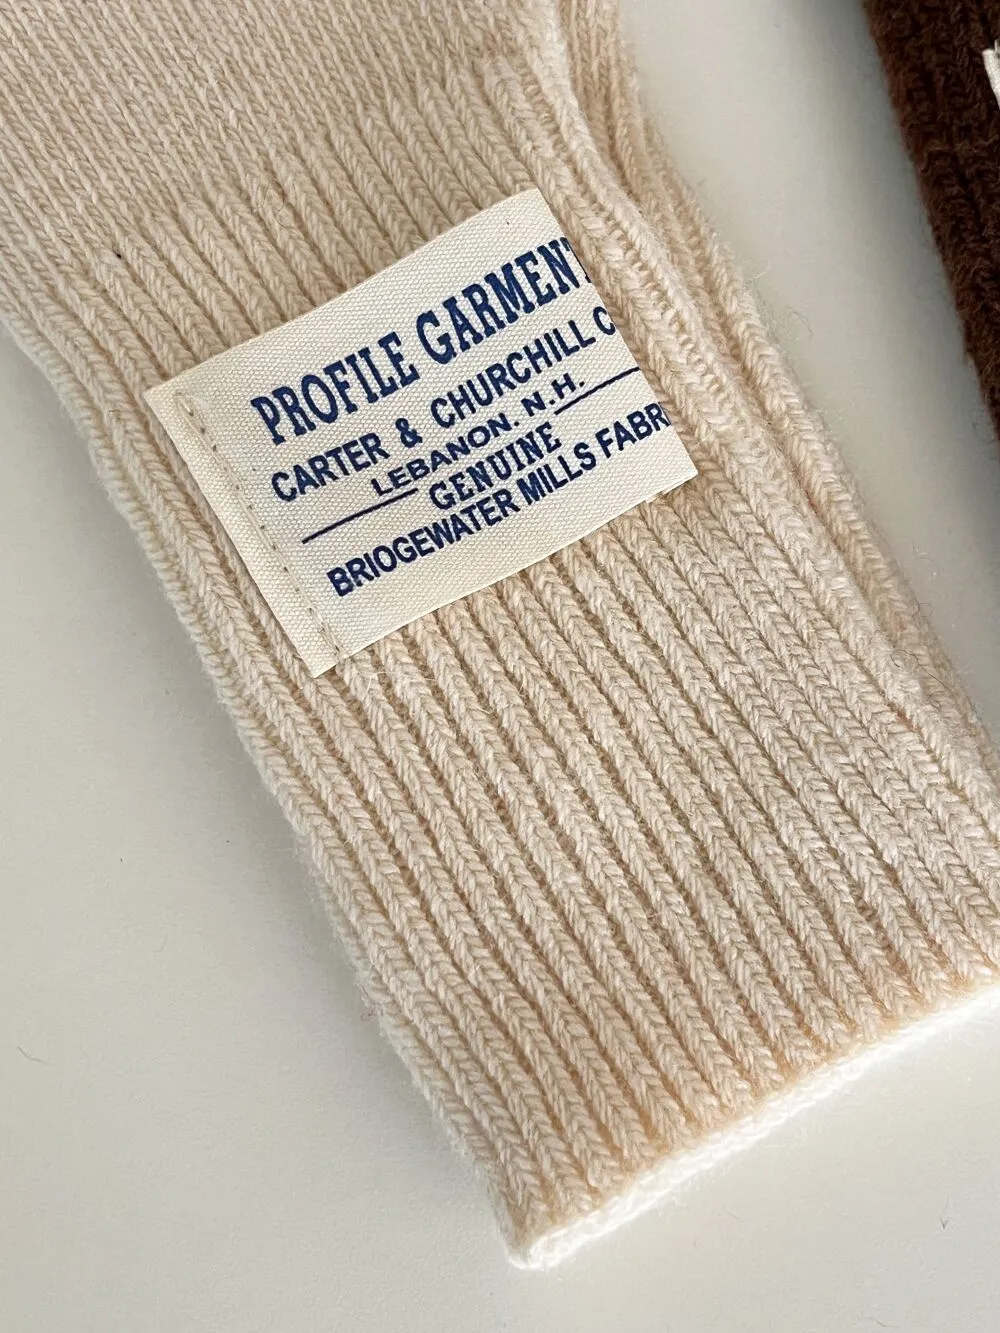 PROFILE GARMENT
CARTER & CHURCHILL C
LEBANON. N.H.
GENUINE
BRIOGEWATER MILLS FABR